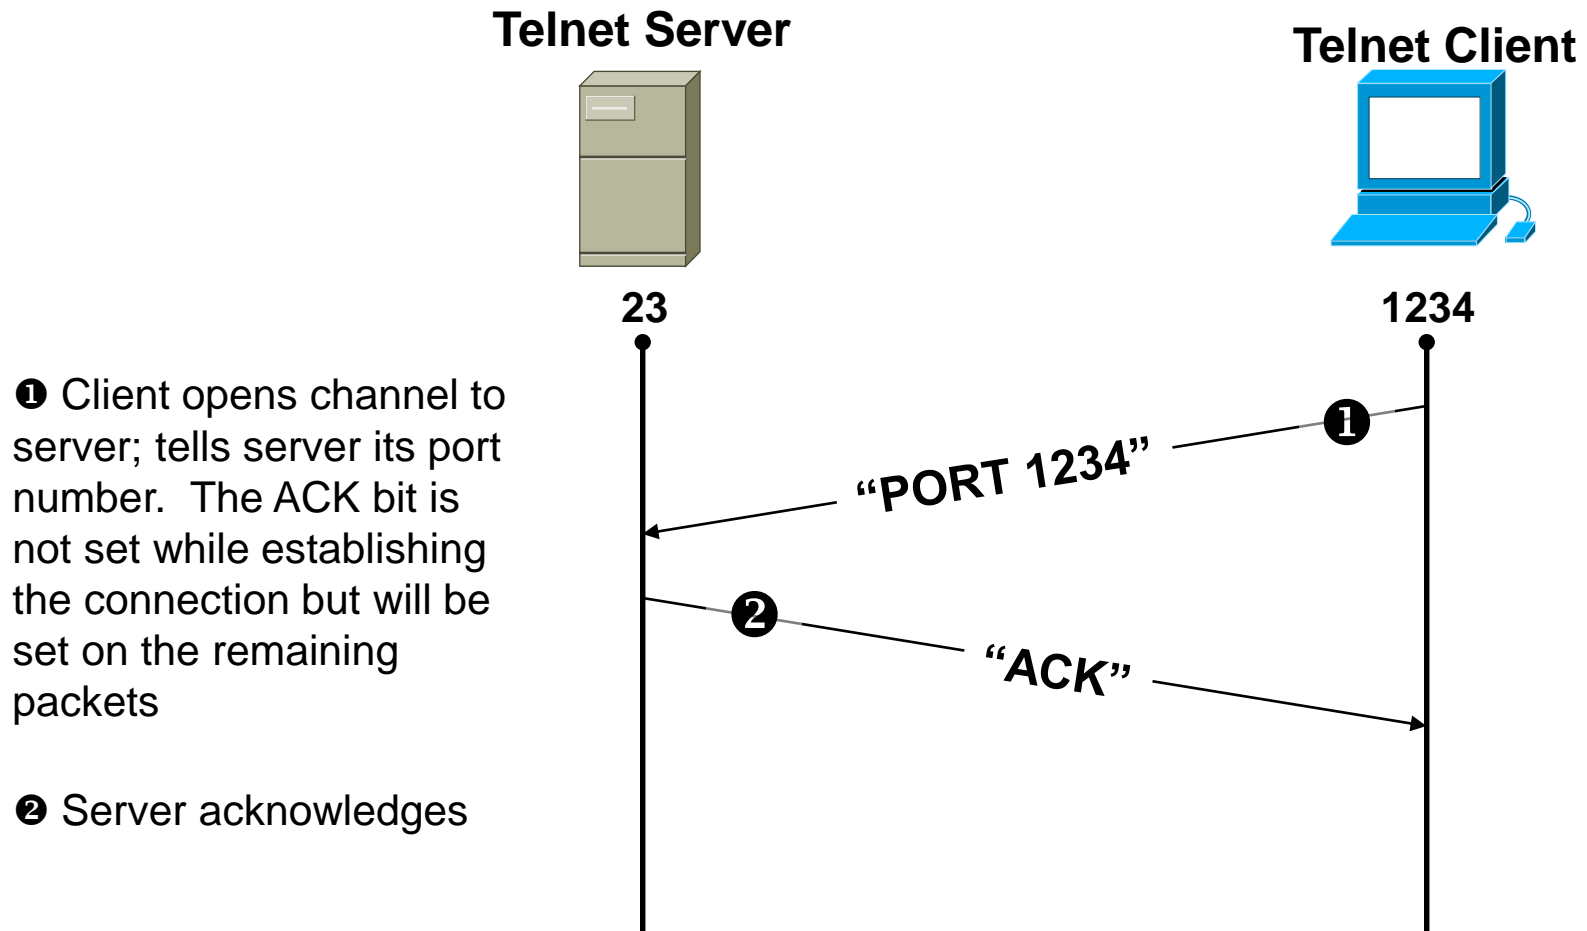 Telnet Server
Telnet Client
23
1234
❶ Client opens channel to
server; tells server its port
number.  The ACK bit is
not set while establishing
the connection but will be
set on the remaining
packets
❶
“PORT 1234”
❷
“ACK”
❷ Server acknowledges